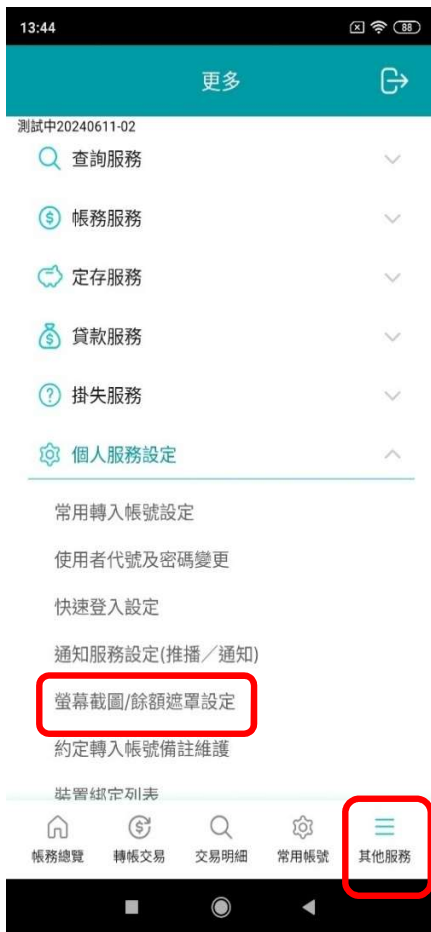 13:44
88
更多
測試中20240611-02
查詢服務
帳務服務
定存服務
貸款服務
掛失服務
個人服務設定
常用轉入帳號設定
使用者代號及密碼變更
快速登入設定
通知服務設定(推播／通知)
螢幕截圖/餘額遮罩設定
約定轉入帳號備註維護
裝置綁定列表
帳務總覽 轉帳交易 交易明細 常用帳號 其他服務